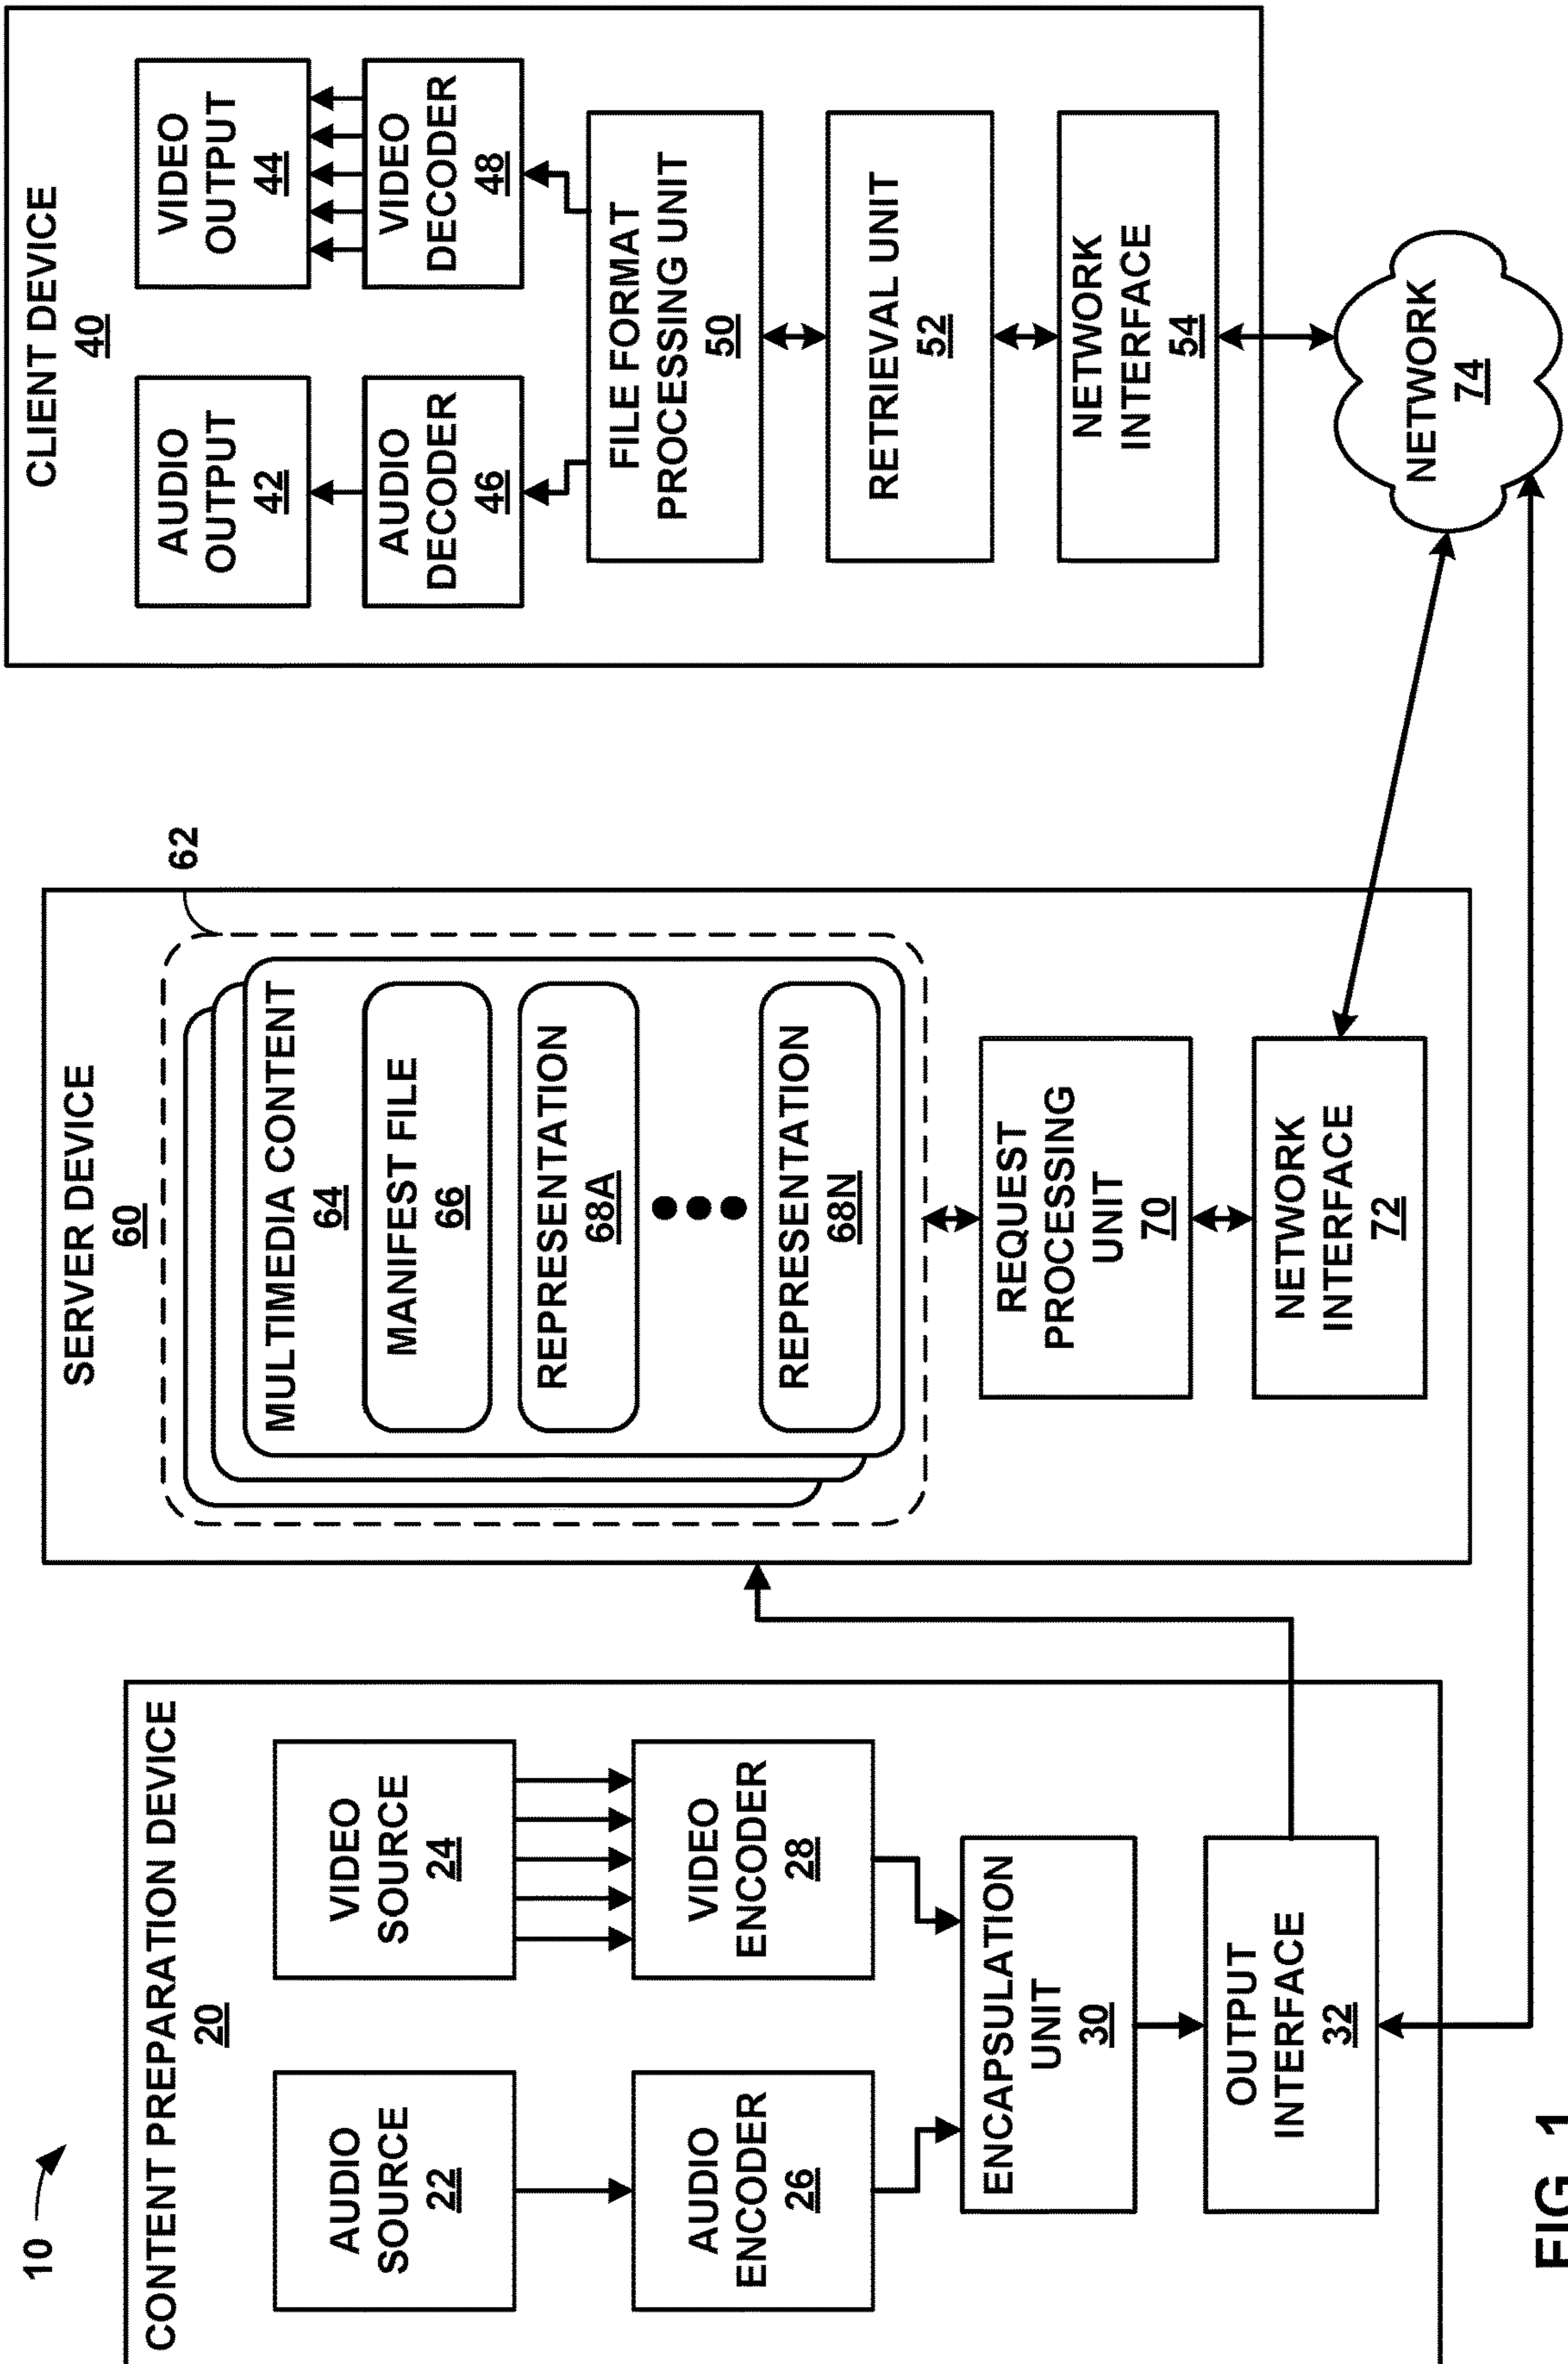 10
CONTENT PREPARATION DEVICE
20
AUDIO
SOURCE
22
VIDEO
SOURCE
24
AUDIO
ENCODER
26
VIDEO
ENCODER
28
ENCAPSULATION
UNIT
30
OUTPUT
INTERFACE
32
SERVER DEVICE
60
62
MULTIMEDIA CONTENT
64
MANIFEST FILE
66
REPRESENTATION
68A
REPRESENTATION
68N
REQUEST
PROCESSING
UNIT
70
NETWORK
INTERFACE
72
CLIENT DEVICE
40
AUDIO
OUTPUT
42
VIDEO
OUTPUT
44
AUDIO
DECODER
46
VIDEO
DECODER
48
FILE FORMAT
PROCESSING UNIT
50
RETRIEVAL UNIT
52
NETWORK
INTERFACE
54
NETWORK
74
FIG. 1